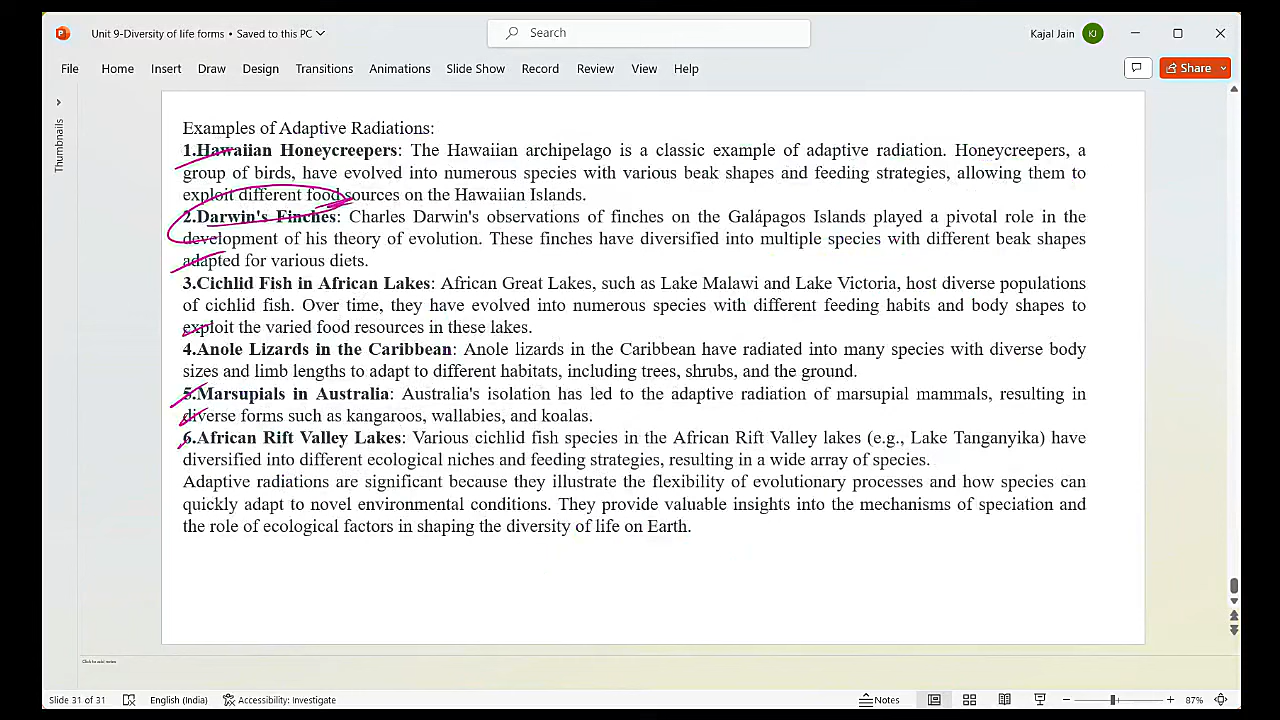 Unit 9-Diversity of life forms • Saved to this PC
Search
Kajal Jain KJ
File Home Insert Draw Design Transitions Animations Slide Show Record Review View Help
Share
Thumbnails
Examples of Adaptive Radiations:
1.Hawaiian Honeycreepers: The Hawaiian archipelago is a classic example of adaptive radiation. Honeycreepers, a
group of birds, have evolved into numerous species with various beak shapes and feeding strategies, allowing them to
exploit different food sources on the Hawaiian Islands.
2.Darwin's Finches: Charles Darwin's observations of finches on the Galápagos Islands played a pivotal role in the
development of his theory of evolution. These finches have diversified into multiple species with different beak shapes
adapted for various diets.
3.Cichlid Fish in African Lakes: African Great Lakes, such as Lake Malawi and Lake Victoria, host diverse populations
of cichlid fish. Over time, they have evolved into numerous species with different feeding habits and body shapes to
exploit the varied food resources in these lakes.
4.Anole Lizards in the Caribbean: Anole lizards in the Caribbean have radiated into many species with diverse body
sizes and limb lengths to adapt to different habitats, including trees, shrubs, and the ground.
5.Marsupials in Australia: Australia's isolation has led to the adaptive radiation of marsupial mammals, resulting in
diverse forms such as kangaroos, wallabies, and koalas.
6.African Rift Valley Lakes: Various cichlid fish species in the African Rift Valley lakes (e.g., Lake Tanganyika) have
diversified into different ecological niches and feeding strategies, resulting in a wide array of species.
Adaptive radiations are significant because they illustrate the flexibility of evolutionary processes and how species can
quickly adapt to novel environmental conditions. They provide valuable insights into the mechanisms of speciation and
the role of ecological factors in shaping the diversity of life on Earth.
Click to add notes
Slide 31 of 31 English (India) Accessibility: Investigate Notes 87%